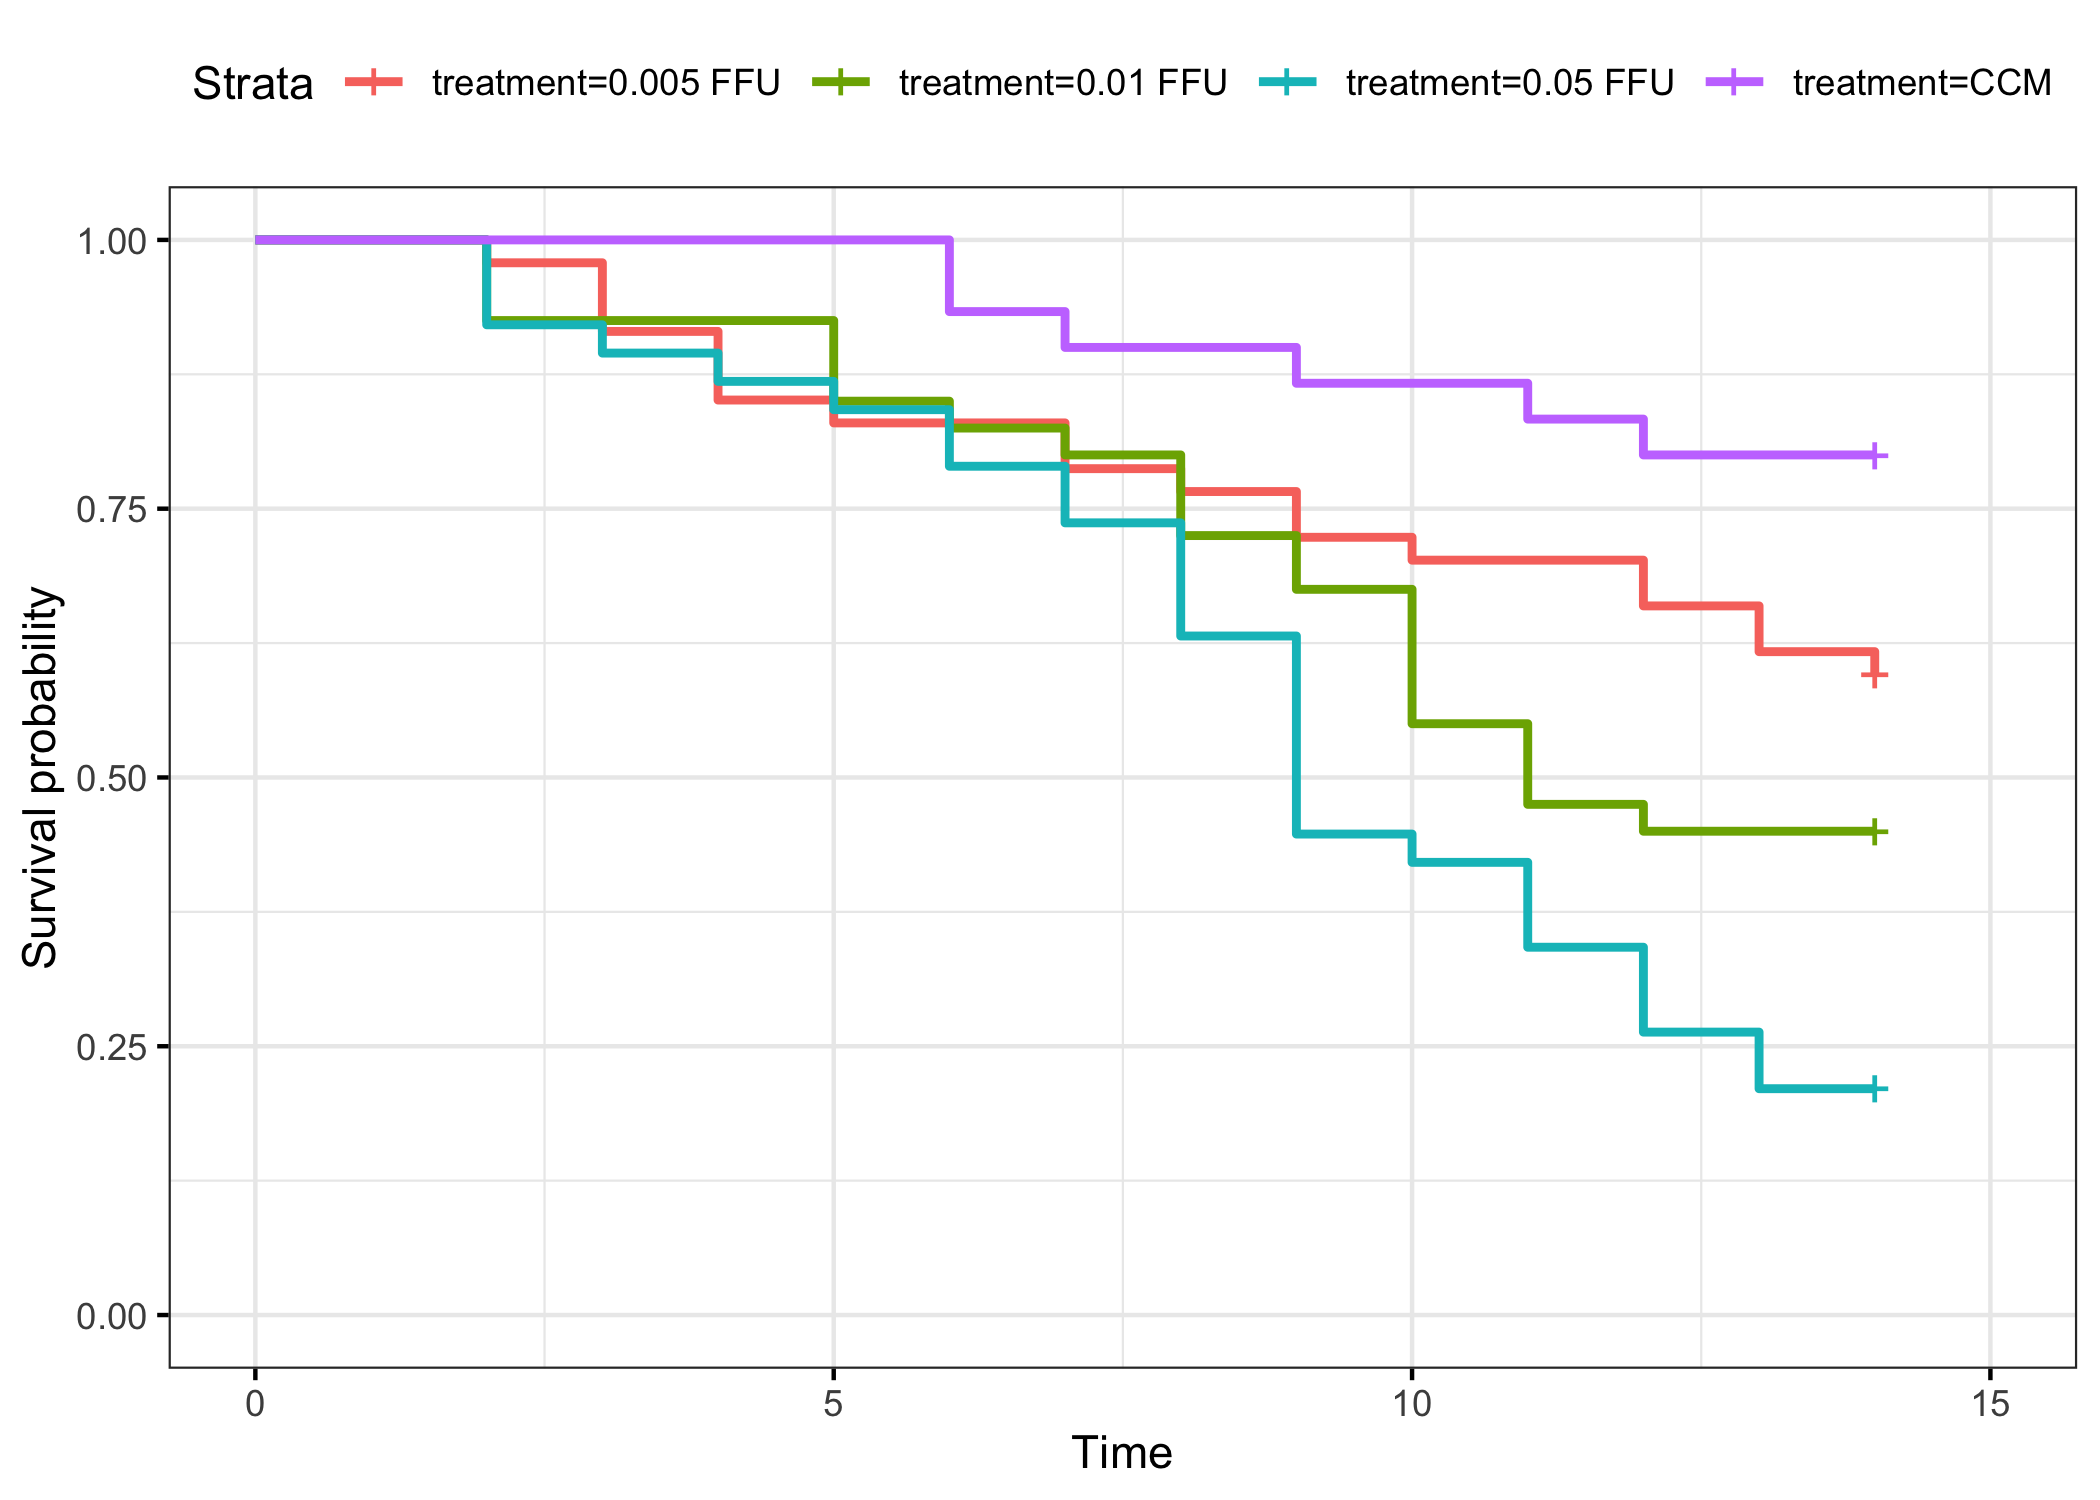 Strata treatment=0.005 FFU treatment=0.01 FFU treatment=0.05 FFU treatment=CCM
1.00
0.75
0.50
0.25
0.00
Survival probability
0 5 10 15
Time